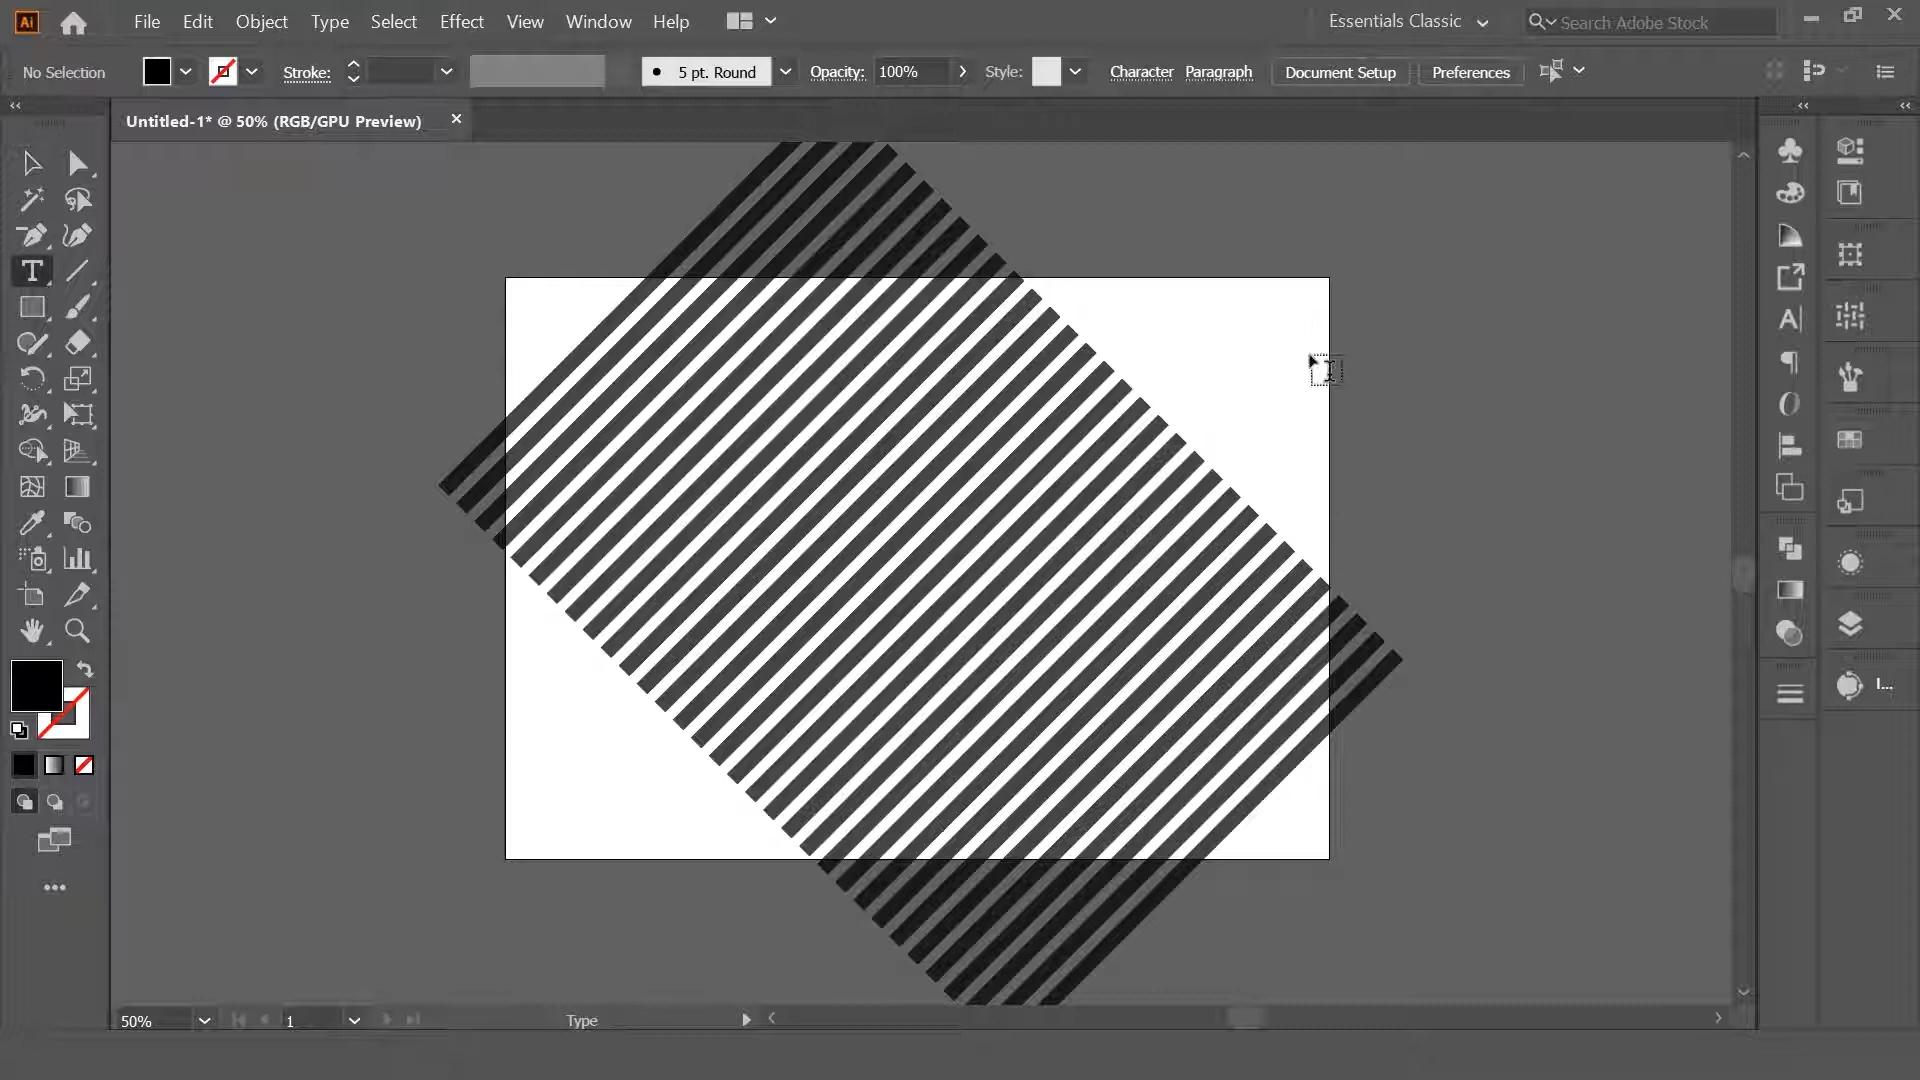 Ai File Edit Object Type Select Effect View Window Help Essentials Classic Search Adobe Stock
No Selection Stroke: 5 pt. Round Opacity: 100% Style: Character Paragraph Document Setup Preferences
Untitled-1* @ 50% (RGB/GPU Preview)
I...
50% 1 Type